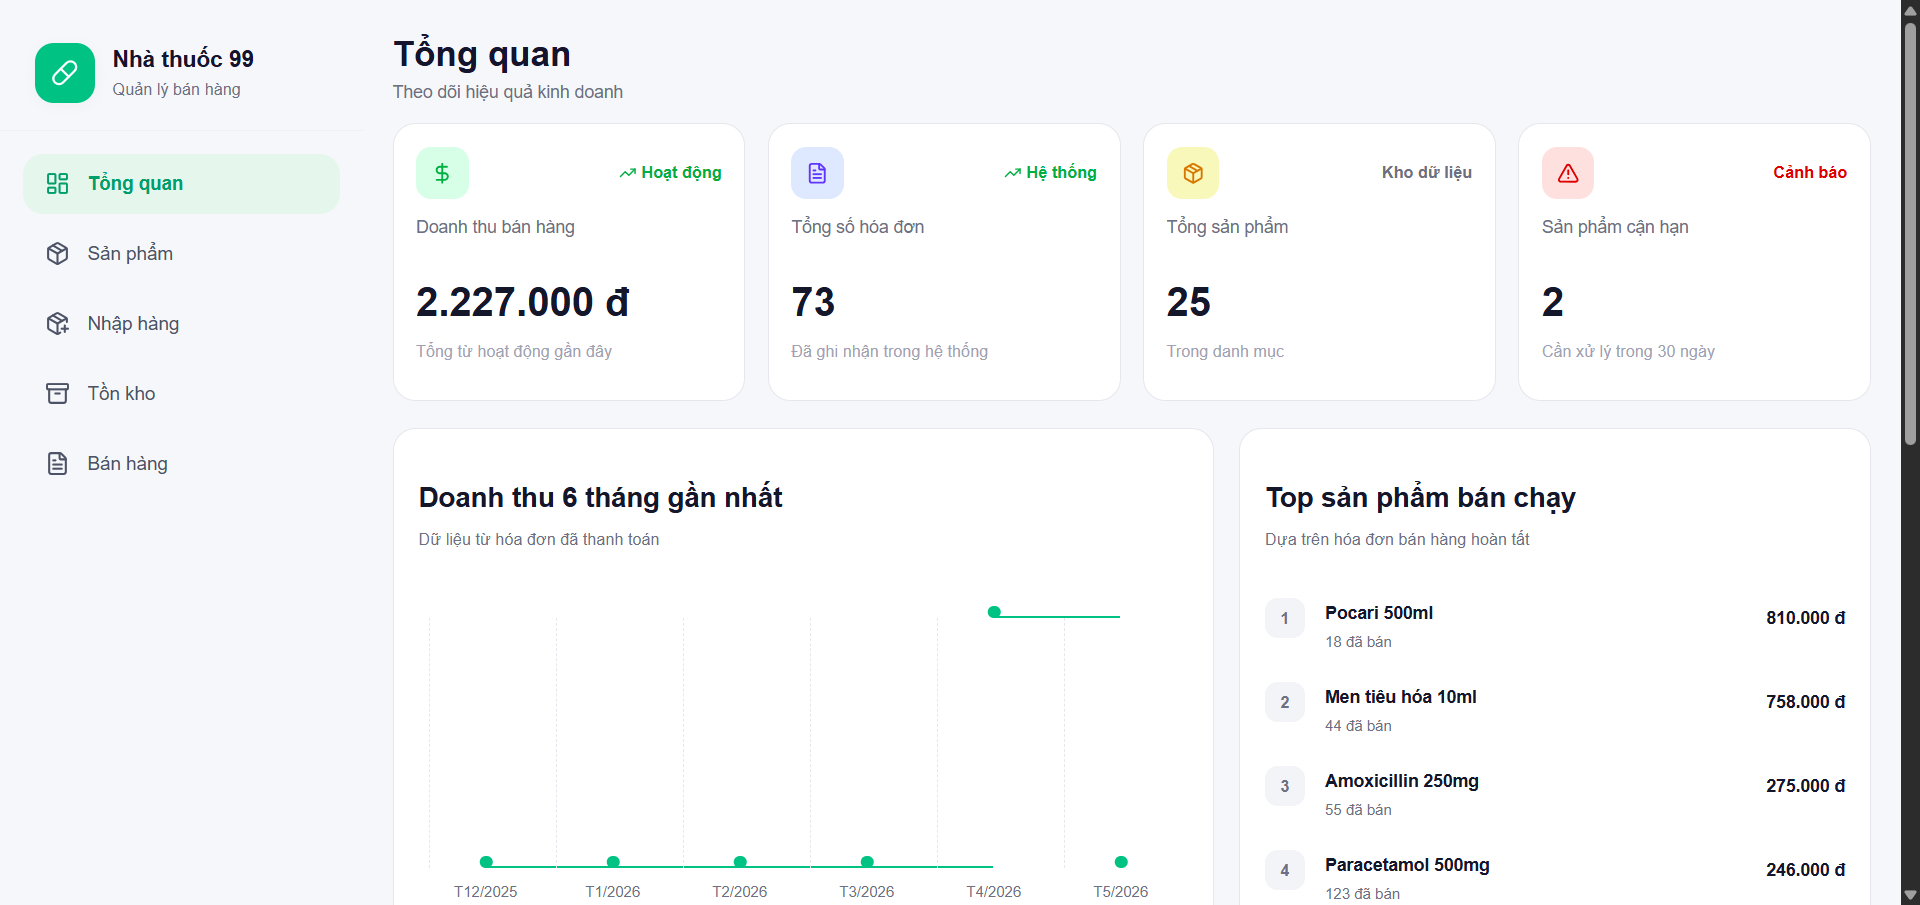 Nhà thuốc 99
Quản lý bán hàng
Tổng quan
Sản phẩm
Nhập hàng
Tồn kho
Bán hàng
Tổng quan
Theo dõi hiệu quả kinh doanh
Hoạt động
Doanh thu bán hàng
2.227.000 đ
Tổng từ hoạt động gần đây
Hệ thống
Tổng số hóa đơn
73
Đã ghi nhận trong hệ thống
Kho dữ liệu
Tổng sản phẩm
25
Trong danh mục
Cảnh báo
Sản phẩm cận hạn
2
Cần xử lý trong 30 ngày
Doanh thu 6 tháng gần nhất
Dữ liệu từ hóa đơn đã thanh toán
T12/2025 T1/2026 T2/2026 T3/2026 T4/2026 T5/2026
Top sản phẩm bán chạy
Dựa trên hóa đơn bán hàng hoàn tất
1 Pocari 500ml 810.000 đ
18 đã bán
2 Men tiêu hóa 10ml 758.000 đ
44 đã bán
3 Amoxicillin 250mg 275.000 đ
55 đã bán
4 Paracetamol 500mg 246.000 đ
123 đã bán